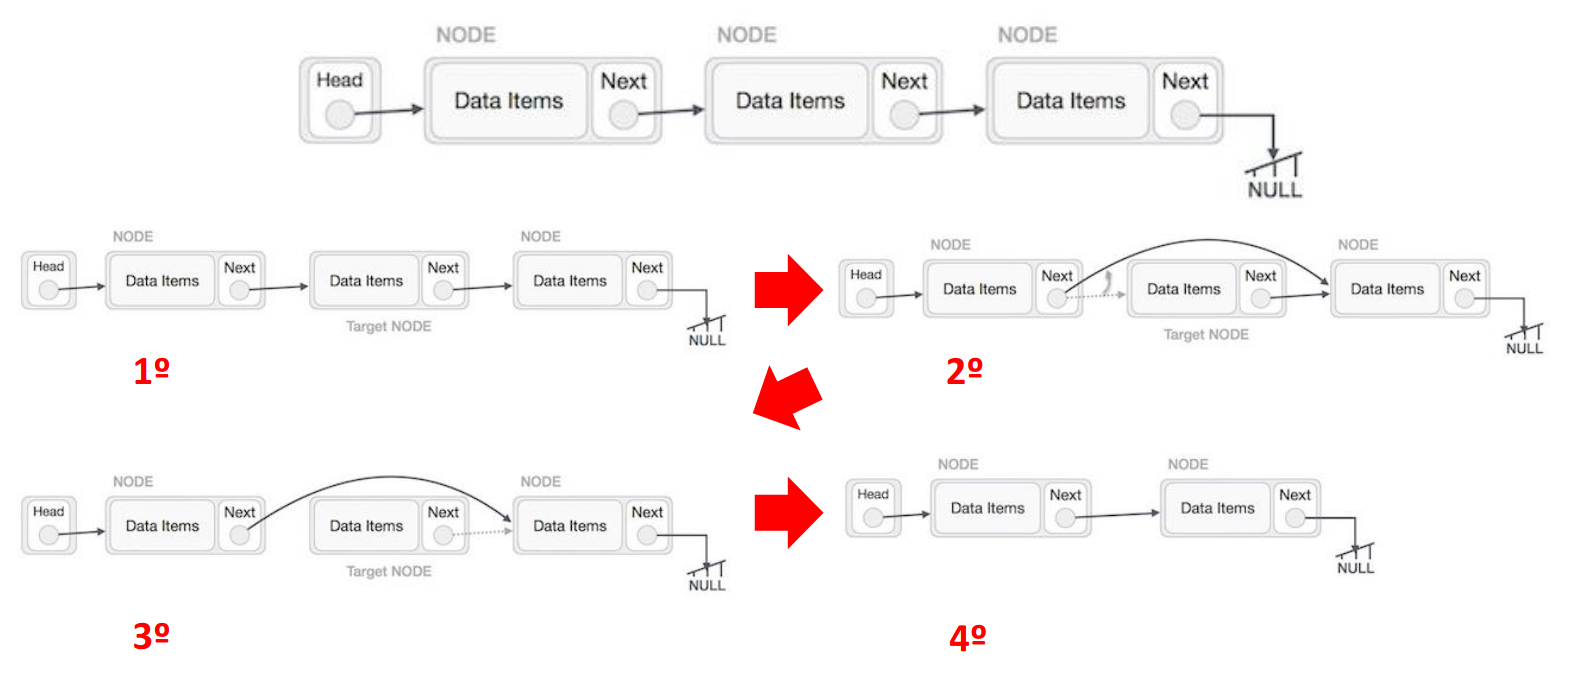 NODE NODE NODE
Head Data Items Next Data Items Next Data Items Next
NULL
NODE NODE
Head Data Items Next Data Items Next Data Items Next
Target NODE
NULL
1º
NODE NODE
Head Data Items Next Data Items Next Data Items Next
Target NODE
NULL
2º
NODE NODE
Head Data Items Next Data Items Next Data Items Next
Target NODE
NULL
3º
NODE NODE
Head Data Items Next Data Items Next
NULL
4º